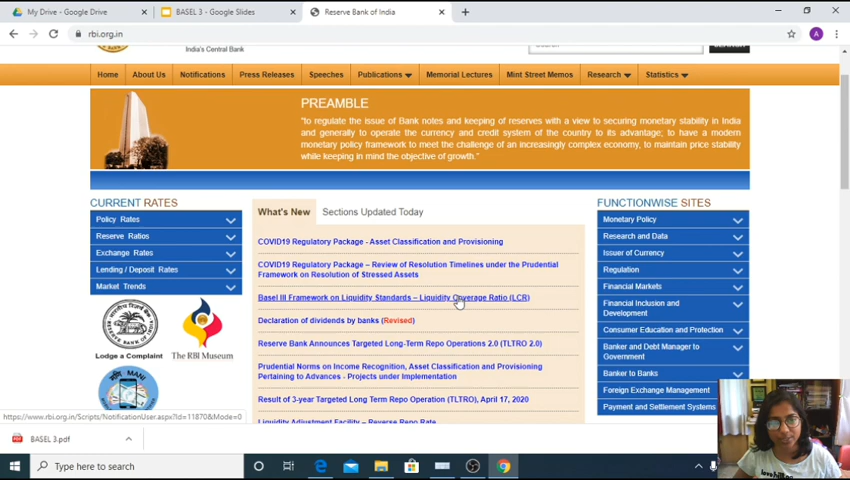 My Drive - Google Drive
BASEL 3 - Google Slides
Reserve Bank of India
rbi.org.in
A
India's Central Bank
Home
About Us
Notifications
Press Releases
Speeches
Publications
Memorial Lectures
Mint Street Memos
Research
Statistics
PREAMBLE
"to regulate the issue of Bank notes and keeping of reserves with a view to securing monetary stability in India
and generally to operate the currency and credit system of the country to its advantage; to have a modern
monetary policy framework to meet the challenge of an increasingly complex economy, to maintain price stability
while keeping in mind the objective of growth."
CURRENT RATES
Policy Rates
Reserve Ratios
Exchange Rates
Lending / Deposit Rates
Market Trends
Lodge a Complaint
The RBI Museum
What's New
Sections Updated Today
COVID19 Regulatory Package - Asset Classification and Provisioning
COVID19 Regulatory Package – Review of Resolution Timelines under the Prudential
Framework on Resolution of Stressed Assets
Basel III Framework on Liquidity Standards – Liquidity Coverage Ratio (LCR)
Declaration of dividends by banks (Revised)
Reserve Bank Announces Targeted Long-Term Repo Operations 2.0 (TLTRO 2.0)
Prudential Norms on Income Recognition, Asset Classification and Provisioning
Pertaining to Advances - Projects under Implementation
Result of 3-year Targeted Long Term Repo Operation (TLTRO), April 17, 2020
Liquidity Adjustment Facility – Reverse Repo Rate
FUNCTIONWISE SITES
Monetary Policy
Research and Data
Issuer of Currency
Regulation
Financial Markets
Financial Inclusion and
Development
Consumer Education and Protection
Banker and Debt Manager to
Government
Banker to Banks
Foreign Exchange Management
Payment and Settlement Systems
https://www.rbi.org.in/Scripts/NotificationUser.aspx?Id=11870&Mode=0
BASEL 3.pdf
Type here to search